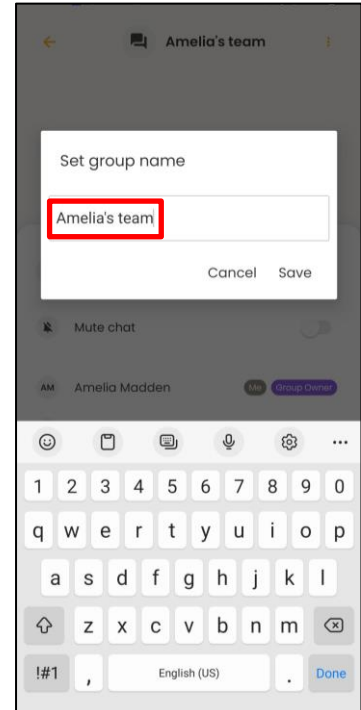 Amelia's team
Set group name
Amelia's team
Cancel Save
Mute chat
AM Amelia Madden Me Group Owner
1 2 3 4 5 6 7 8 9 0
q w e r t y u i o p
a s d f g h j k l
z x c v b n m
!#1 , English (US) . Done